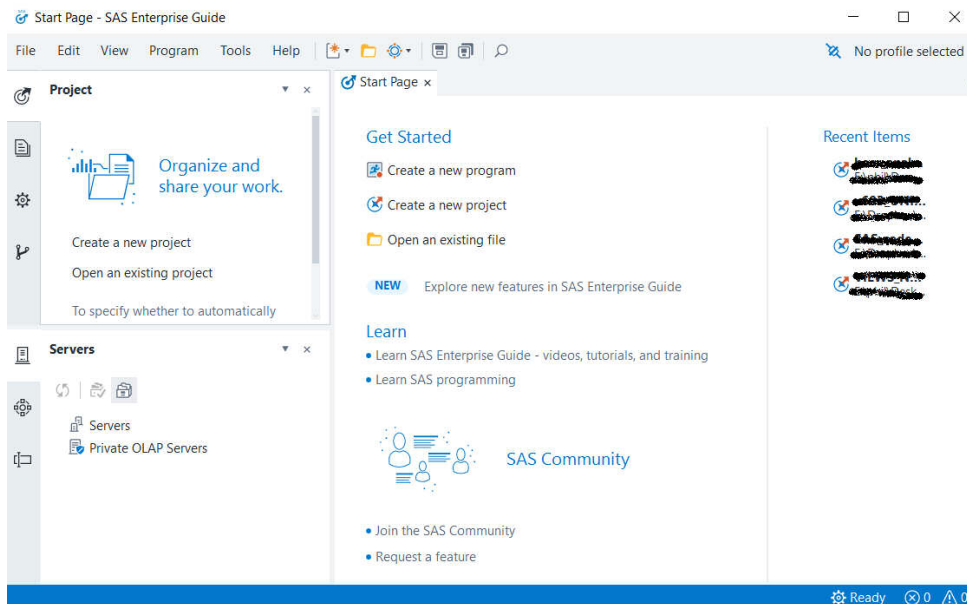 Start Page - SAS Enterprise Guide
File Edit View Program Tools Help
No profile selected
Project
Organize and
share your work.
Create a new project
Open an existing project
To specify whether to automatically
Servers
Servers
Private OLAP Servers
Start Page
Get Started
Create a new program
Create a new project
Open an existing file
NEW Explore new features in SAS Enterprise Guide
Learn
• Learn SAS Enterprise Guide - videos, tutorials, and training
• Learn SAS programming
SAS Community
• Join the SAS Community
• Request a feature
Recent Items
Ready 0 0